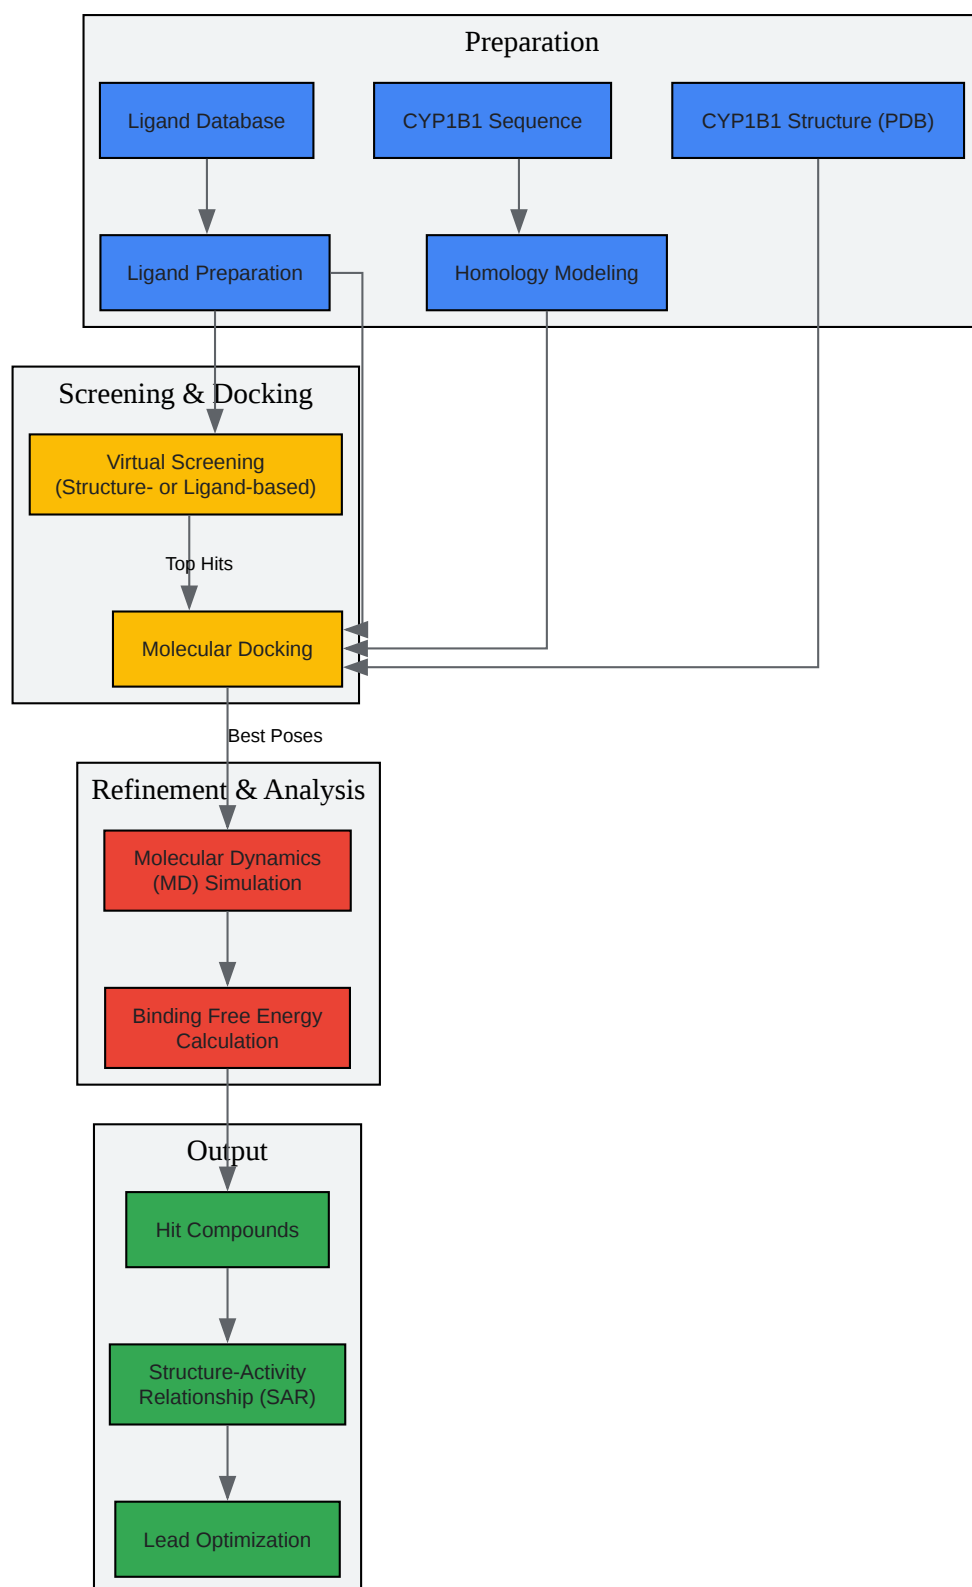 Preparation
Ligand Database
CYP1B1 Sequence
CYP1B1 Structure (PDB)
Ligand Preparation
Homology Modeling
Screening & Docking
Virtual Screening
(Structure- or Ligand-based)
Top Hits
Molecular Docking
Best Poses
Refinement & Analysis
Molecular Dynamics
(MD) Simulation
Binding Free Energy
Calculation
Output
Hit Compounds
Structure-Activity
Relationship (SAR)
Lead Optimization